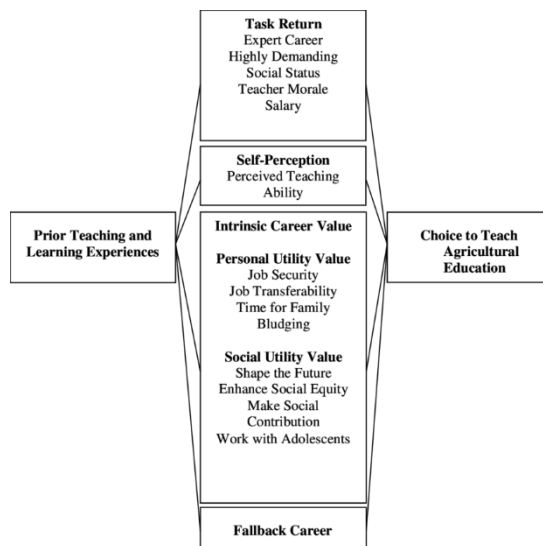 Task Return
Expert Career
Highly Demanding
Social Status
Teacher Morale
Salary
Self-Perception
Perceived Teaching
Ability
Prior Teaching and
Learning Experiences
Intrinsic Career Value
Personal Utility Value
Job Security
Job Transferability
Time for Family
Bludging
Social Utility Value
Shape the Future
Enhance Social Equity
Make Social
Contribution
Work with Adolescents
Choice to Teach
Agricultural
Education
Fallback Career